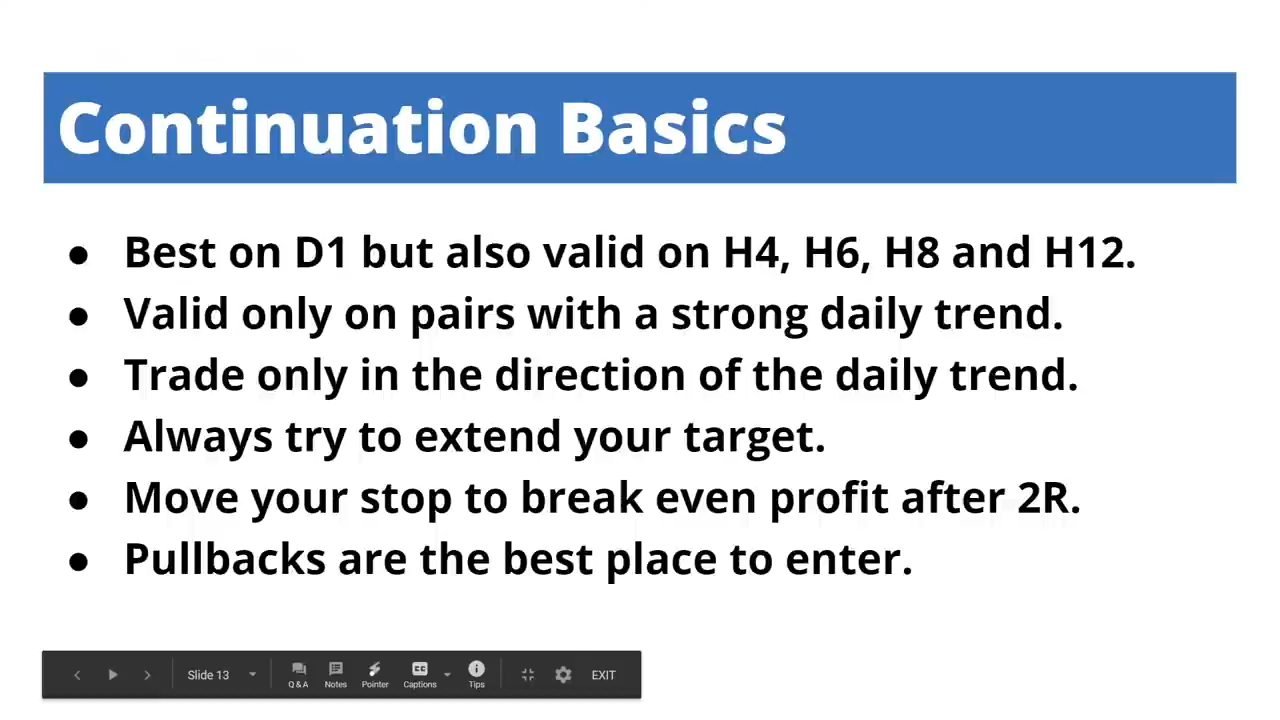 Continuation Basics
● Best on D1 but also valid on H4, H6, H8 and H12.
● Valid only on pairs with a strong daily trend.
● Trade only in the direction of the daily trend.
● Always try to extend your target.
● Move your stop to break even profit after 2R.
● Pullbacks are the best place to enter.
Slide 13 Q & A Notes Pointer Captions Tips EXIT